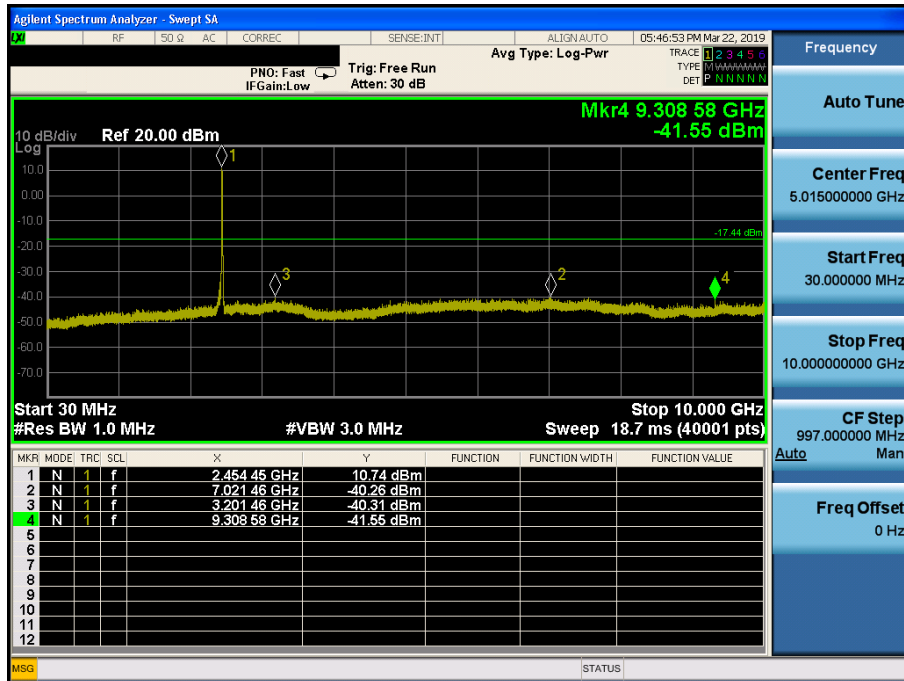 Agilent Spectrum Analyzer - Swept SA
LXI RF 50 Ω AC CORREC SENSE:INT ALIGN AUTO 05:46:53 PM Mar 22, 2019
Frequency
Avg Type: Log-Pwr TRACE 1 2 3 4 5 6
PNO: Fast Trig: Free Run TYPE MWWWWW
IFGain:Low Atten: 30 dB DET P N N N N N
Auto Tune
Mkr4 9.308 58 GHz
-41.55 dBm
10 dB/div Ref 20.00 dBm
Log
1
10.0
0.00
-10.0
-17.44 dBm
-20.0
-30.0
3
2
4
-40.0
-50.0
-60.0
-70.0
Start 30 MHz Stop 10.000 GHz
#Res BW 1.0 MHz #VBW 3.0 MHz Sweep 18.7 ms (40001 pts)
Center Freq
5.015000000 GHz
Start Freq
30.000000 MHz
Stop Freq
10.000000000 GHz
CF Step
997.000000 MHz
Auto Man
Freq Offset
0 Hz
MKR MODE TRC SCL X Y FUNCTION FUNCTION WIDTH FUNCTION VALUE
1 N 1 f 2.454 45 GHz 10.74 dBm
2 N 1 f 7.021 46 GHz -40.26 dBm
3 N 1 f 3.201 46 GHz -40.31 dBm
4 N 1 f 9.308 58 GHz -41.55 dBm
5
6
7
8
9
10
11
12
MSG STATUS